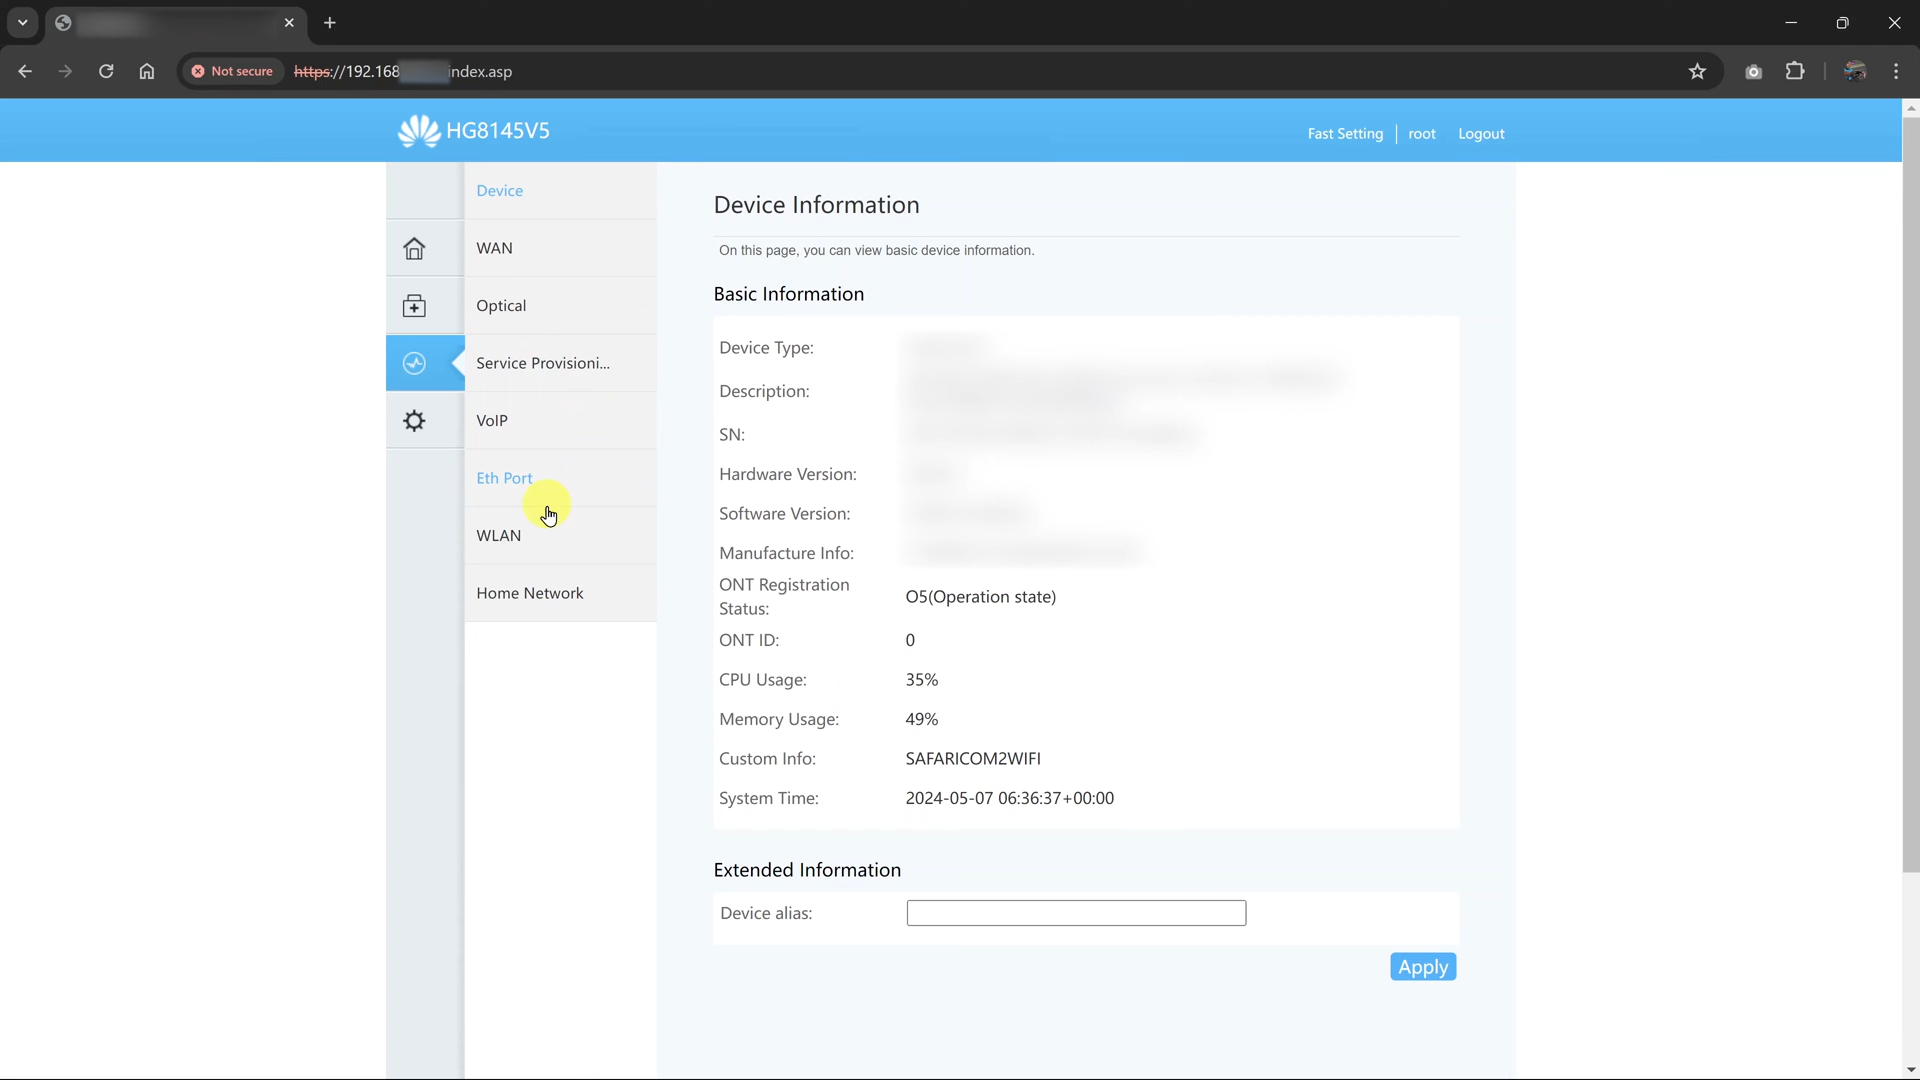 Not secure https://192.168 index.asp
HG8145V5
Fast Setting | root Logout
Device
WAN
Optical
Service Provisioni...
VoIP
Eth Port
WLAN
Home Network
Device Information
On this page, you can view basic device information.
Basic Information
Device Type:
Description:
SN:
Hardware Version:
Software Version:
Manufacture Info:
ONT Registration
Status: O5(Operation state)
ONT ID: 0
CPU Usage: 35%
Memory Usage: 49%
Custom Info: SAFARICOM2WIFI
System Time: 2024-05-07 06:36:37+00:00
Extended Information
Device alias:
Apply